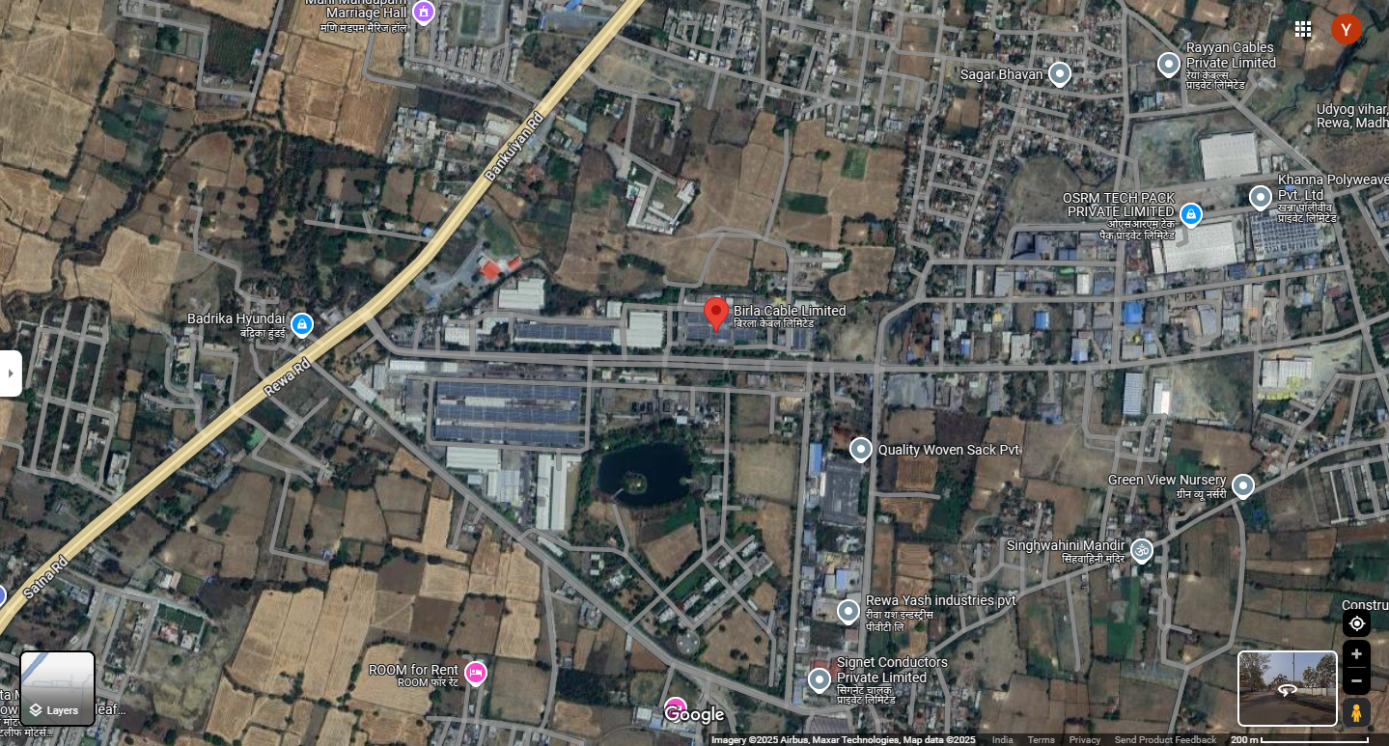 Marriage Hall
मणि मंडपम मैरिज हॉल
Bankuiyan Rd
Y
Rayyan Cables
Private Limited
रेया केबल्स
प्राइवेट लिमिटेड
Sagar Bhavan
Udyog vihar,
Rewa, Madh
Khanna Polyweave
Pvt. Ltd
खन्ना पॉलीवीव
प्राइवेट लिमिटेड
OSRM TECH PACK
PRIVATE LIMITED
ओएसआरएम टेक
पैक प्राइवेट लिमिटेड
Badrika Hyundai
बद्रिका हुंडई
Birla Cable Limited
बिरला केबल लिमिटेड
Rewa Rd
Quality Woven Sack Pvt
Green View Nursery
ग्रीन व्यू नर्सरी
Singhwahini Mandir
सिंहवाहिनी मंदिर
Satna Rd
Rewa Yash industries pvt
रीवा यश इन्डस्ट्रीस
पीवीटी लि
Constru
ROOM for Rent
ROOM फॉर रेंट
Signet Conductors
Private Limited
सिगनेट चालक
प्राइवेट लिमिटेड
Layers
Google
Imagery ©2025 Airbus, Maxar Technologies, Map data ©2025 India Terms Privacy Send Product Feedback 200 m